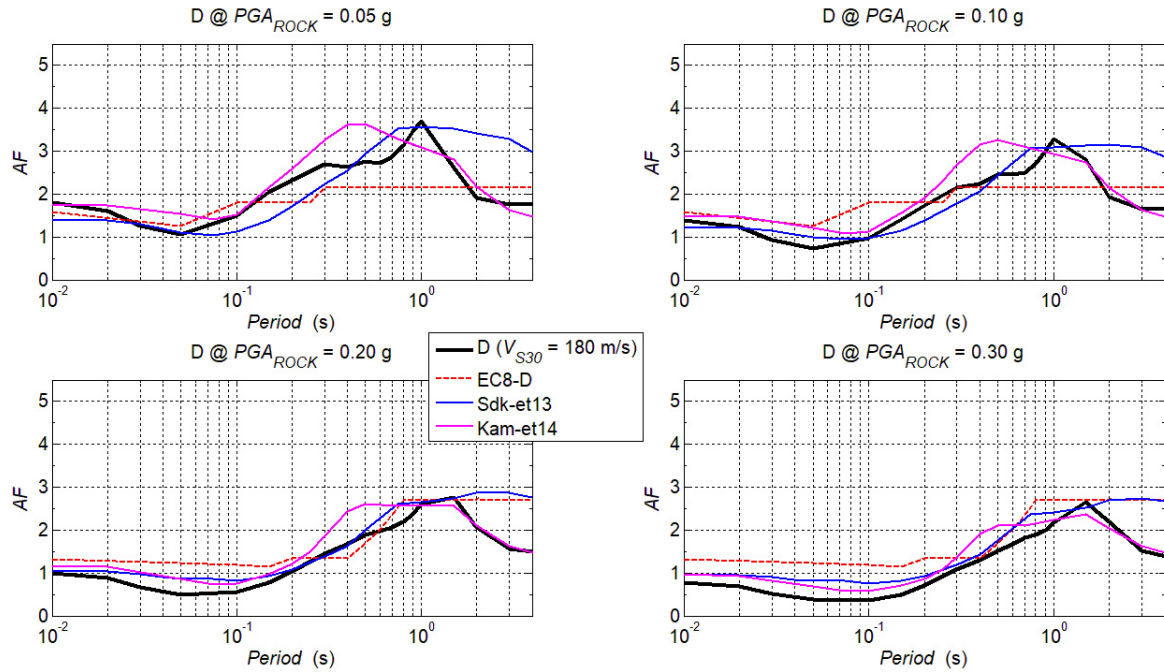 D @ PGA_ROCK = 0.05 g
AF
5
4
3
2
1
0
10^-2
10^-1
10^0
Period (s)
D @ PGA_ROCK = 0.10 g
AF
5
4
3
2
1
0
10^-2
10^-1
10^0
Period (s)
D @ PGA_ROCK = 0.20 g
AF
5
4
3
2
1
0
10^-2
10^-1
10^0
Period (s)
D (V_S30 = 180 m/s)
EC8-D
Sdk-et13
Kam-et14
D @ PGA_ROCK = 0.30 g
AF
5
4
3
2
1
0
10^-2
10^-1
10^0
Period (s)